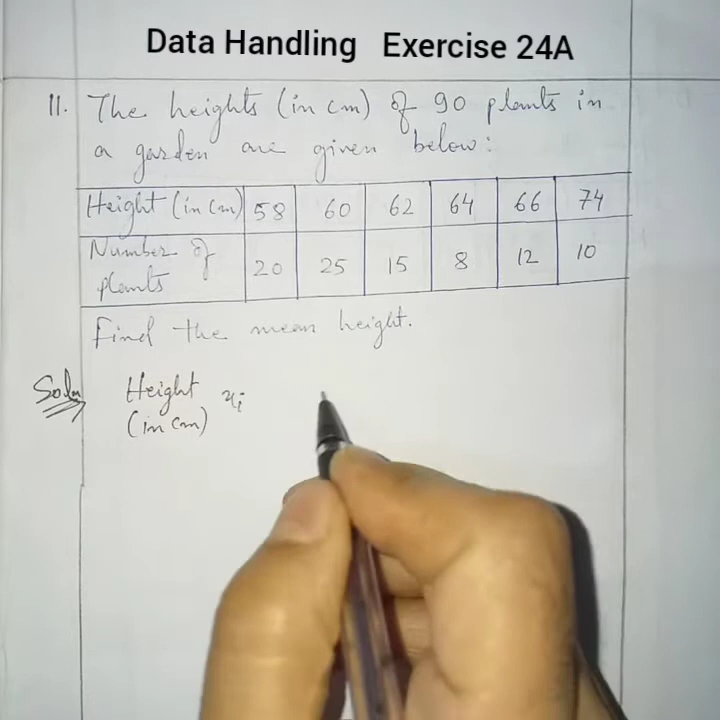 Data Handling Exercise 24A
11. The heights (in cm) of 90 plants in
a garden are given below:
Height (in cm) 58 60 62 64 66 74
Number of plants 20 25 15 8 12 10
Find the mean height.
Soln Height xi
(in cm)